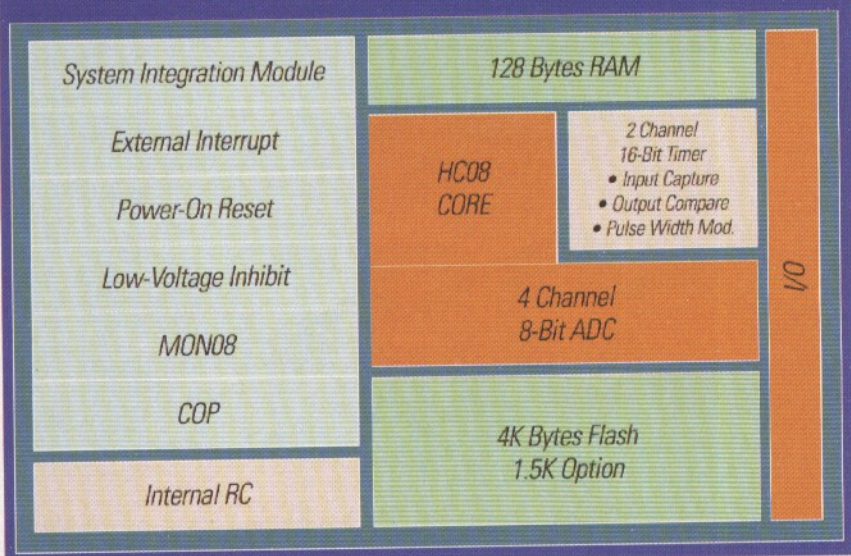 System Integration Module
External Interrupt
Power-On Reset
Low-Voltage Inhibit
MON08
COP
Internal RC
128 Bytes RAM
HC08
CORE
2 Channel
16-Bit Timer
• Input Capture
• Output Compare
• Pulse Width Mod.
4 Channel
8-Bit ADC
4K Bytes Flash
1.5K Option
I/O